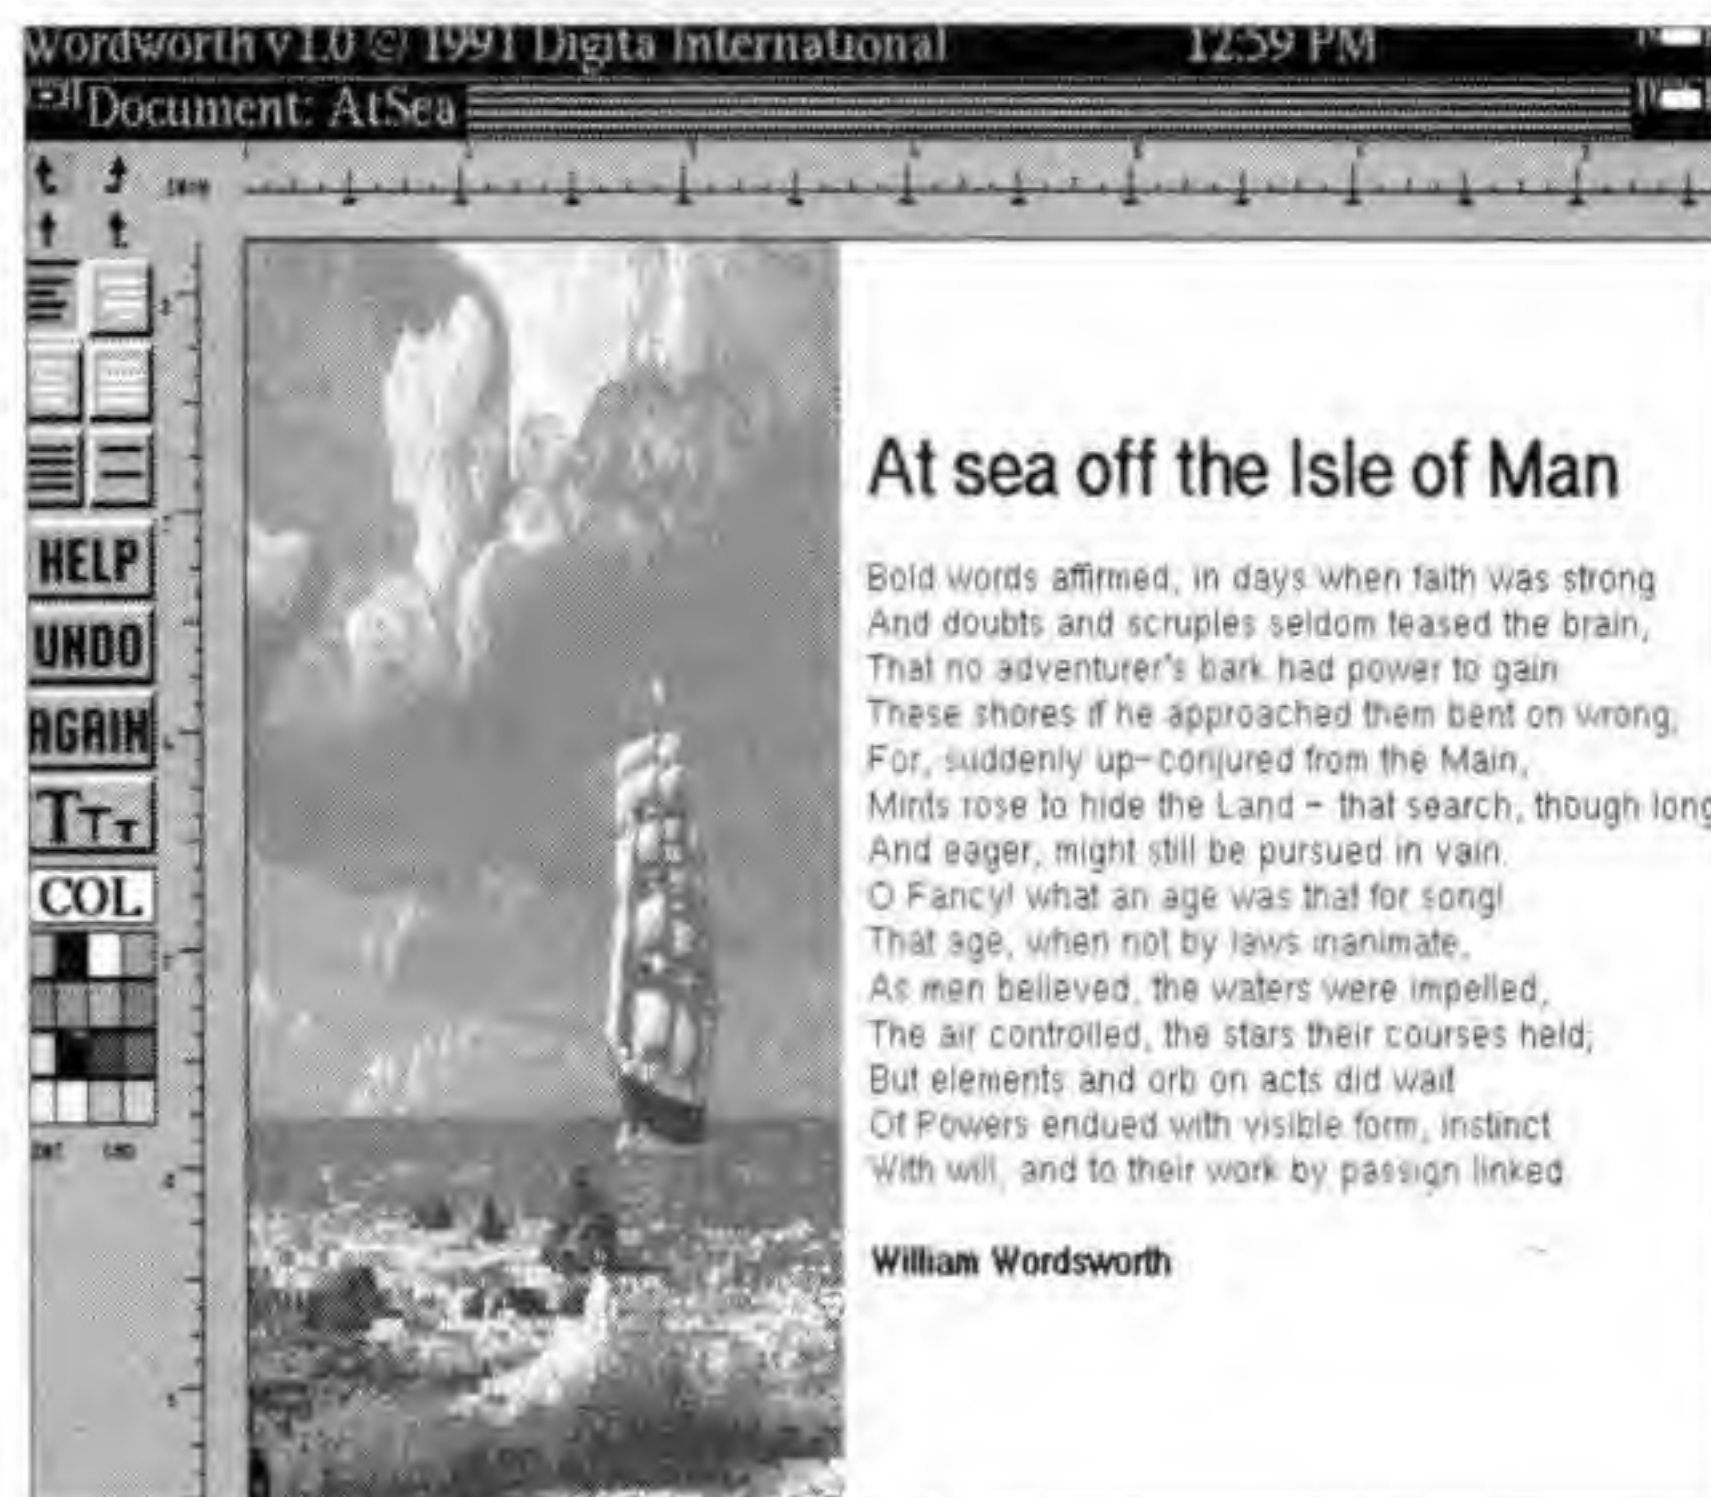 Wordworth v1.0 © 1991 Digita International 12:59 PM
Document: AtSea
HELP
UNDO
AGAIN
TTT
COL
At sea off the Isle of Man
Bold words affirmed, in days when faith was strong
And doubts and scruples seldom teased the brain,
That no adventurer's bark had power to gain
These shores if he approached them bent on wrong;
For, suddenly up-conjured from the Main,
Mints rose to hide the Land - that search, though long
And eager, might still be pursued in vain.
O Fancy! what an age was that for song!
That age, when not by laws inanimate,
As men believed, the waters were impelled,
The air controlled, the stars their courses held;
But elements and orb on acts did wait
Of Powers endued with visible form, instinct
With will, and to their work by passion linked.
William Wordsworth